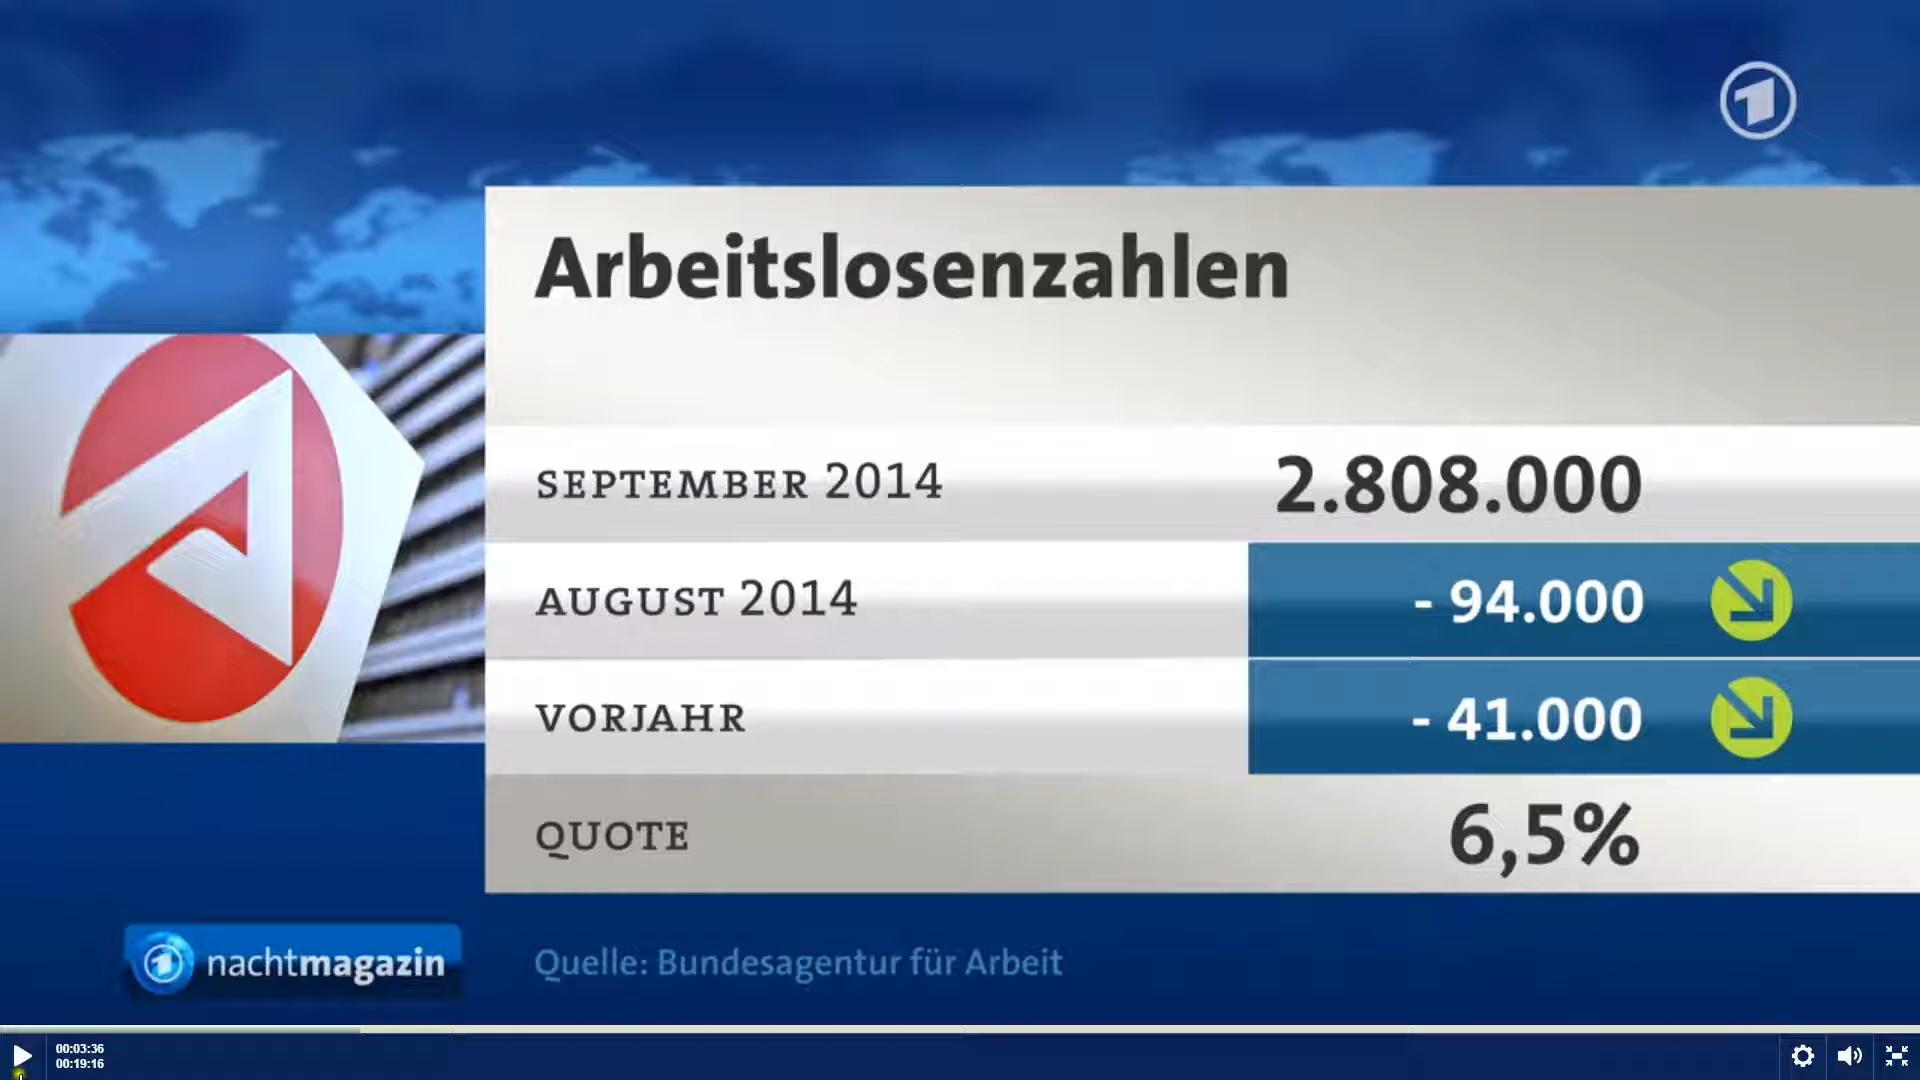 Arbeitslosenzahlen
SEPTEMBER 2014 2.808.000
AUGUST 2014 - 94.000
VORJAHR - 41.000
QUOTE 6,5%
nachtmagazin Quelle: Bundesagentur für Arbeit
00:03:36
00:19:16